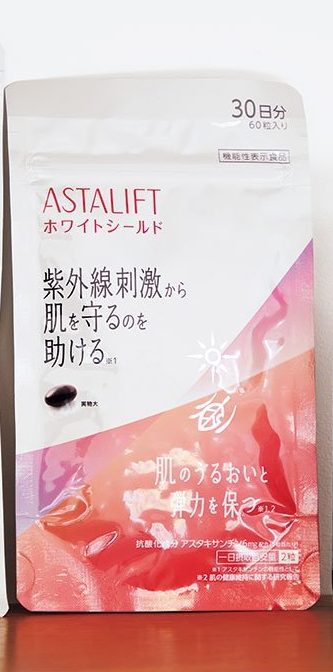 30日分
60粒入り
機能性表示食品
ASTALIFT
ホワイトシールド
紫外線刺激から
肌を守るのを
助ける※1
実物大
肌のうるおいと
弾力を保つ※1,2
抗酸化成分 アスタキサンチン/6mg
一日摂取目安量 2粒
※1 アスタキサンチンの機能性として
※2 肌の健康維持に関する研究報告